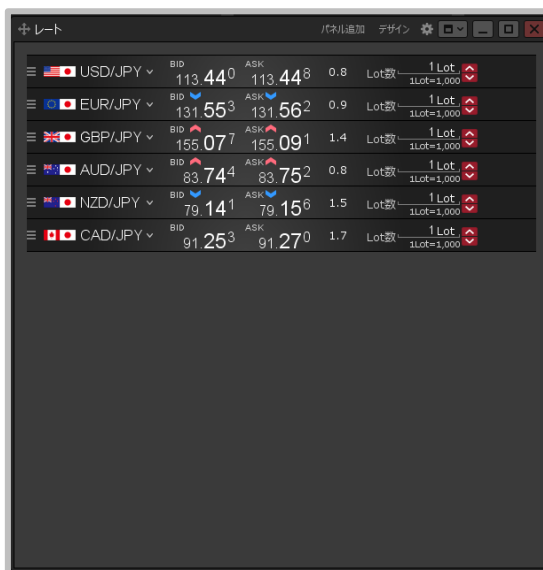 レート パネル追加 デザイン
USD/JPY BID 113.440 ASK 113.448 0.8 Lot数 1 Lot 1Lot=1,000
EUR/JPY BID 131.553 ASK 131.562 0.9 Lot数 1 Lot 1Lot=1,000
GBP/JPY BID 155.077 ASK 155.091 1.4 Lot数 1 Lot 1Lot=1,000
AUD/JPY BID 83.744 ASK 83.752 0.8 Lot数 1 Lot 1Lot=1,000
NZD/JPY BID 79.141 ASK 79.156 1.5 Lot数 1 Lot 1Lot=1,000
CAD/JPY BID 91.253 ASK 91.270 1.7 Lot数 1 Lot 1Lot=1,000